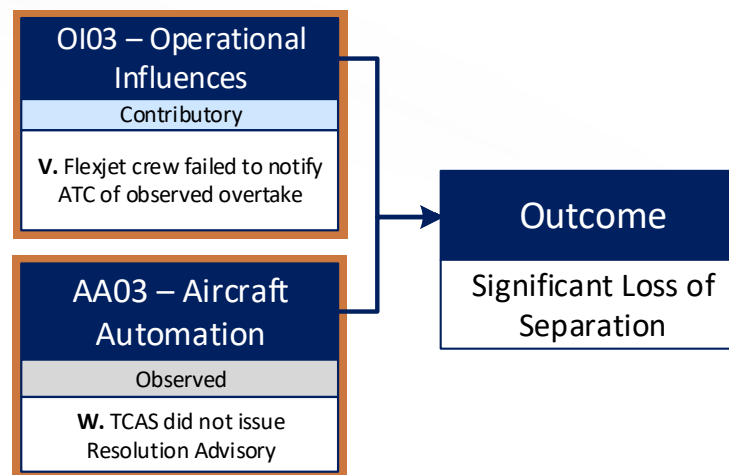 OI03 – Operational
Influences
Contributory
V. Flexjet crew failed to notify
ATC of observed overtake
AA03 – Aircraft
Automation
Observed
W. TCAS did not issue
Resolution Advisory
Outcome
Significant Loss of
Separation